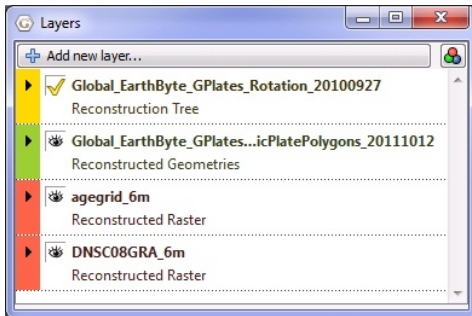 Layers
Add new layer...
Global_EarthByte_GPlates_Rotation_20100927
Reconstruction Tree
Global_EarthByte_GPlates...icPlatePolygons_20111012
Reconstructed Geometries
agegrid_6m
Reconstructed Raster
DNSC08GRA_6m
Reconstructed Raster